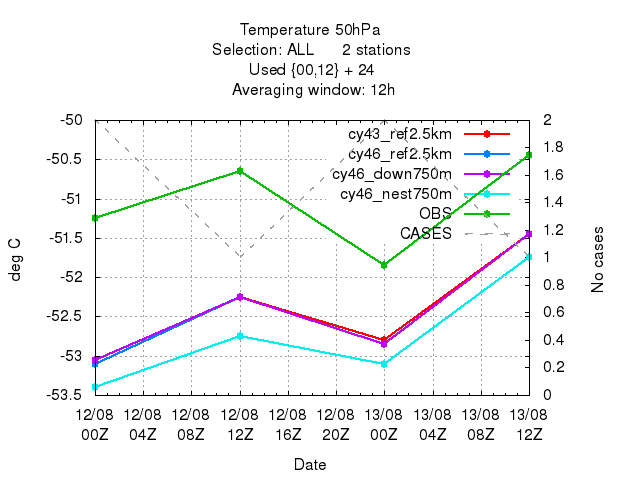 Temperature 50hPa
Selection: ALL 2 stations
Used {00,12} + 24
Averaging window: 12h
-50
-50.5
-51
-51.5
-52
-52.5
-53
-53.5
deg C
2
1.8
1.6
1.4
1.2
1
0.8
0.6
0.4
0.2
0
No cases
cy43_ref2.5km
cy46_ref2.5km
cy46_down750m
cy46_nest750m
OBS
CASES
12/08 12/08 12/08 12/08 12/08 12/08 13/08 13/08 13/08 13/08
00Z 04Z 08Z 12Z 16Z 20Z 00Z 04Z 08Z 12Z
Date